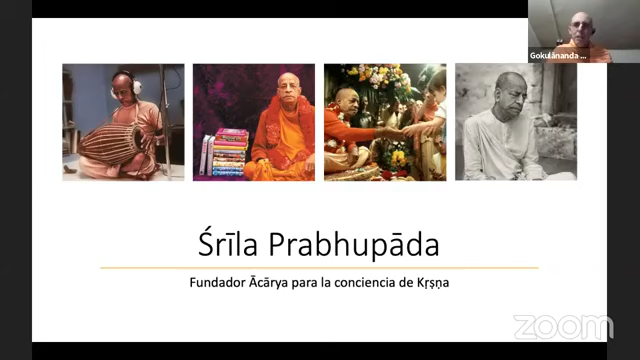 Gokulānanda ...
Śrīla Prabhupāda
Fundador Ācārya para la conciencia de Kṛṣṇa
zoom